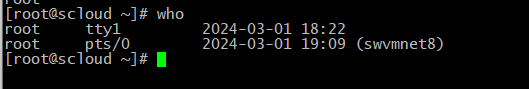 [root@scloud ~]# who
root     tty1         2024-03-01 18:22
root     pts/0        2024-03-01 19:09 (swvmnet8)
[root@scloud ~]#